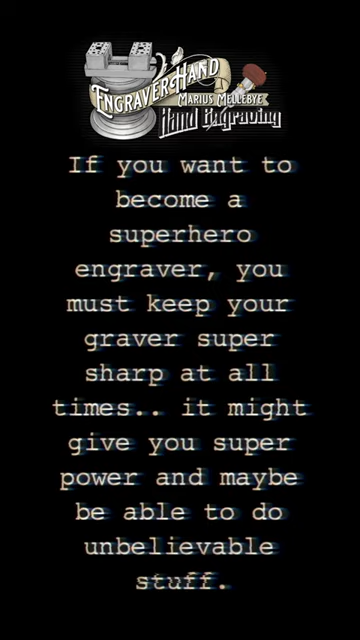 EngraverHand
Marius Mellebye
Hand Engraving
If you want to
become a
superhero
engraver, you
must keep your
graver super
sharp at all
times.. it might
give you super
power and maybe
be able to do
unbelievable
stuff.